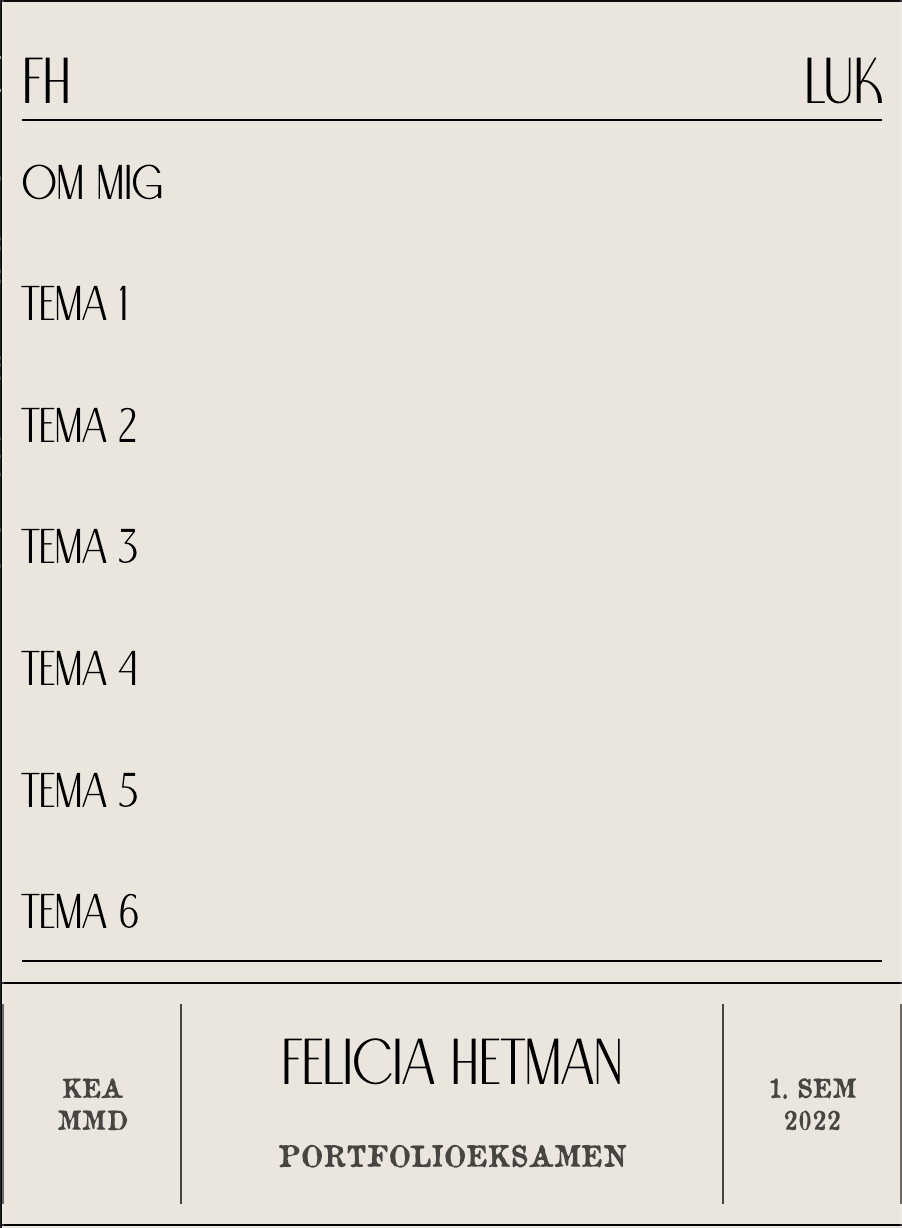 FH
LUK
OM MIG
TEMA 1
TEMA 2
TEMA 3
TEMA 4
TEMA 5
TEMA 6
KEA
MMD
FELICIA HETMAN
PORTFOLIOEKSAMEN
1. SEM
2022